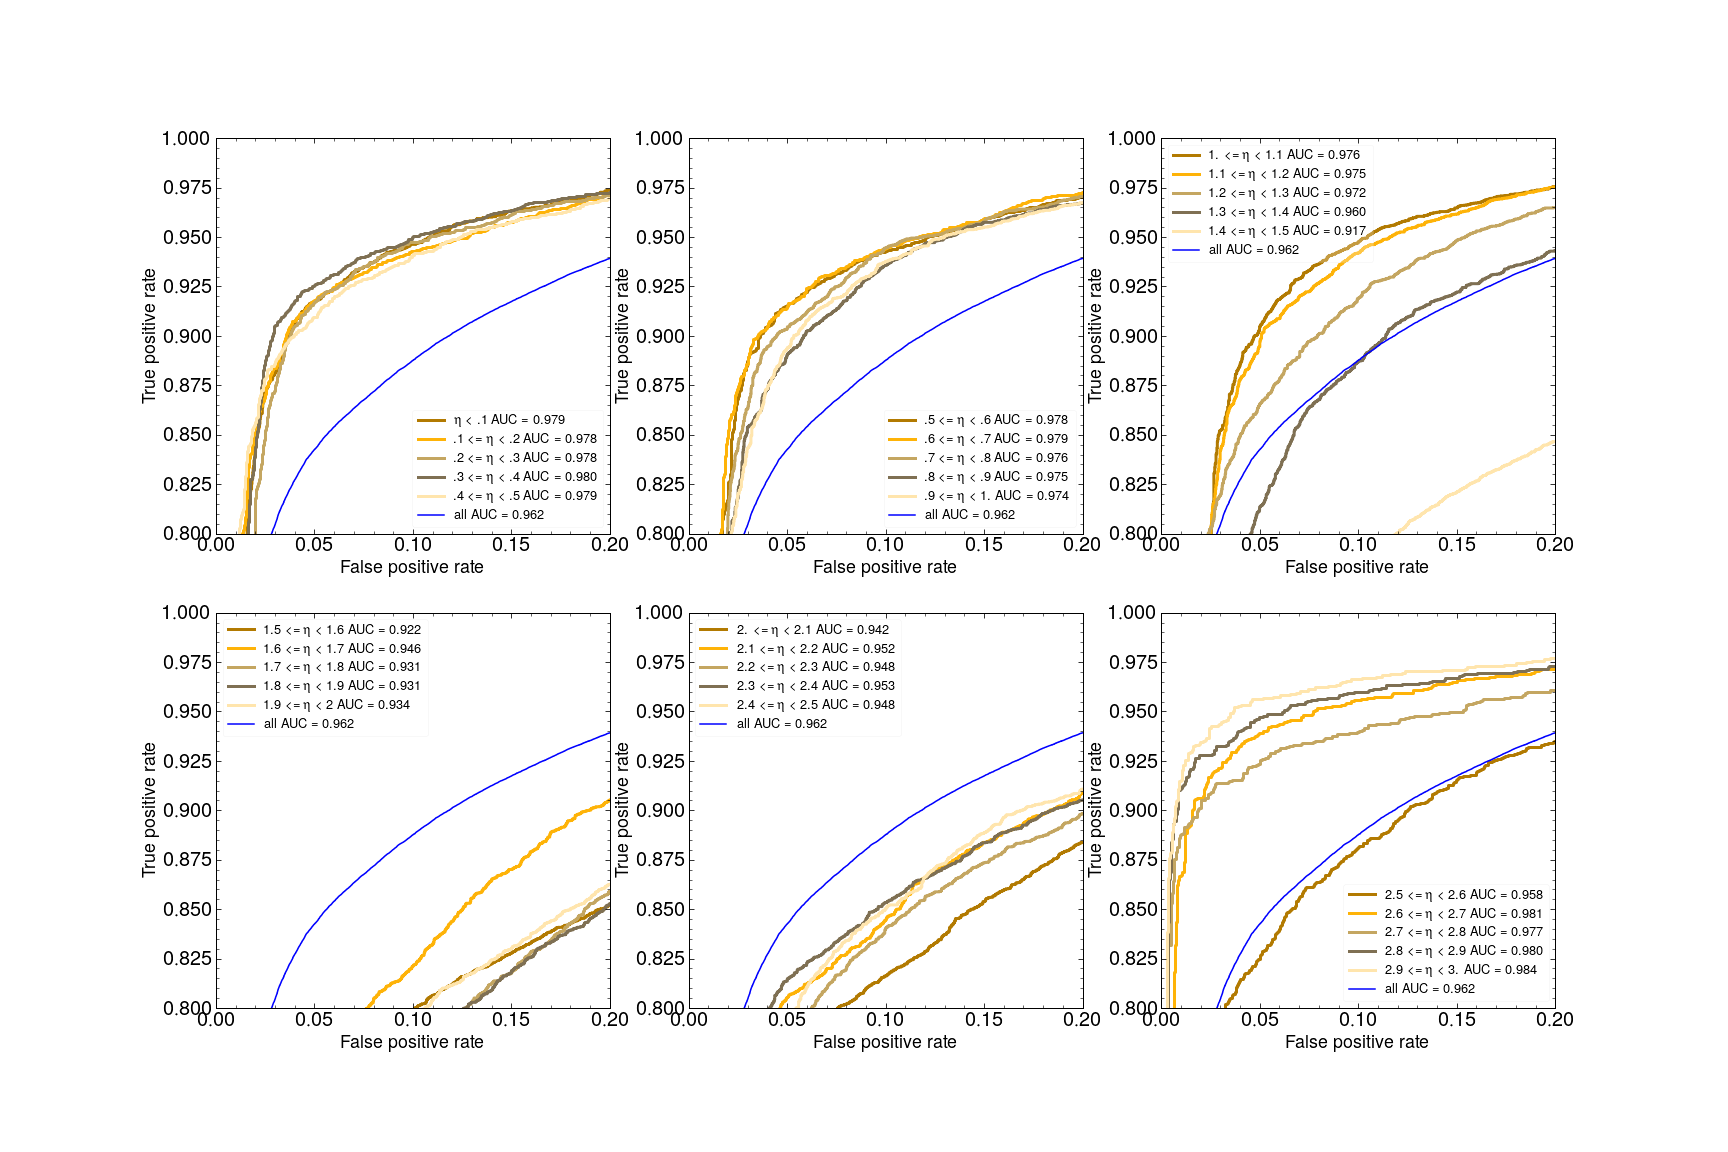 1.000
0.975
0.950
0.925
0.900
0.875
0.850
0.825
0.800
True positive rate
η < .1 AUC = 0.979
.1 <= η < .2 AUC = 0.978
.2 <= η < .3 AUC = 0.978
.3 <= η < .4 AUC = 0.980
.4 <= η < .5 AUC = 0.979
all AUC = 0.962
0.00 0.05 0.10 0.15 0.20
False positive rate
1.000
0.975
0.950
0.925
0.900
0.875
0.850
0.825
0.800
True positive rate
.5 <= η < .6 AUC = 0.978
.6 <= η < .7 AUC = 0.979
.7 <= η < .8 AUC = 0.976
.8 <= η < .9 AUC = 0.975
.9 <= η < 1. AUC = 0.974
all AUC = 0.962
0.00 0.05 0.10 0.15 0.20
False positive rate
1.000
0.975
0.950
0.925
0.900
0.875
0.850
0.825
0.800
True positive rate
1. <= η < 1.1 AUC = 0.976
1.1 <= η < 1.2 AUC = 0.975
1.2 <= η < 1.3 AUC = 0.972
1.3 <= η < 1.4 AUC = 0.960
1.4 <= η < 1.5 AUC = 0.917
all AUC = 0.962
0.00 0.05 0.10 0.15 0.20
False positive rate
1.000
0.975
0.950
0.925
0.900
0.875
0.850
0.825
0.800
True positive rate
1.5 <= η < 1.6 AUC = 0.922
1.6 <= η < 1.7 AUC = 0.946
1.7 <= η < 1.8 AUC = 0.931
1.8 <= η < 1.9 AUC = 0.931
1.9 <= η < 2 AUC = 0.934
all AUC = 0.962
0.00 0.05 0.10 0.15 0.20
False positive rate
1.000
0.975
0.950
0.925
0.900
0.875
0.850
0.825
0.800
True positive rate
2. <= η < 2.1 AUC = 0.942
2.1 <= η < 2.2 AUC = 0.952
2.2 <= η < 2.3 AUC = 0.948
2.3 <= η < 2.4 AUC = 0.953
2.4 <= η < 2.5 AUC = 0.948
all AUC = 0.962
0.00 0.05 0.10 0.15 0.20
False positive rate
1.000
0.975
0.950
0.925
0.900
0.875
0.850
0.825
0.800
True positive rate
2.5 <= η < 2.6 AUC = 0.958
2.6 <= η < 2.7 AUC = 0.981
2.7 <= η < 2.8 AUC = 0.977
2.8 <= η < 2.9 AUC = 0.980
2.9 <= η < 3. AUC = 0.984
all AUC = 0.962
0.00 0.05 0.10 0.15 0.20
False positive rate